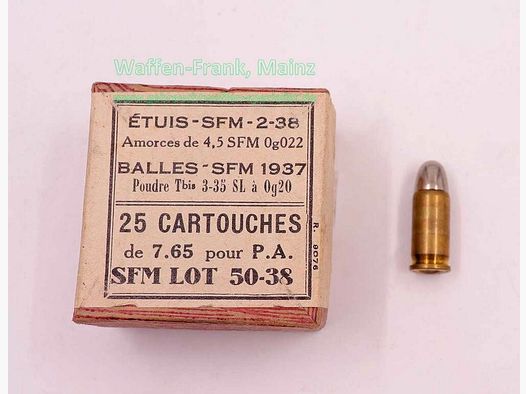 Waffen-Frank, Mainz
ÉTUIS-SFM-2-38
Amorces de 4,5 SFM 0g022
BALLES-SFM 1937
Poudre Tbis 3-35 SL à 0g20
25 CARTOUCHES
de 7.65 pour P.A.
SFM LOT 50-38
R. 9076